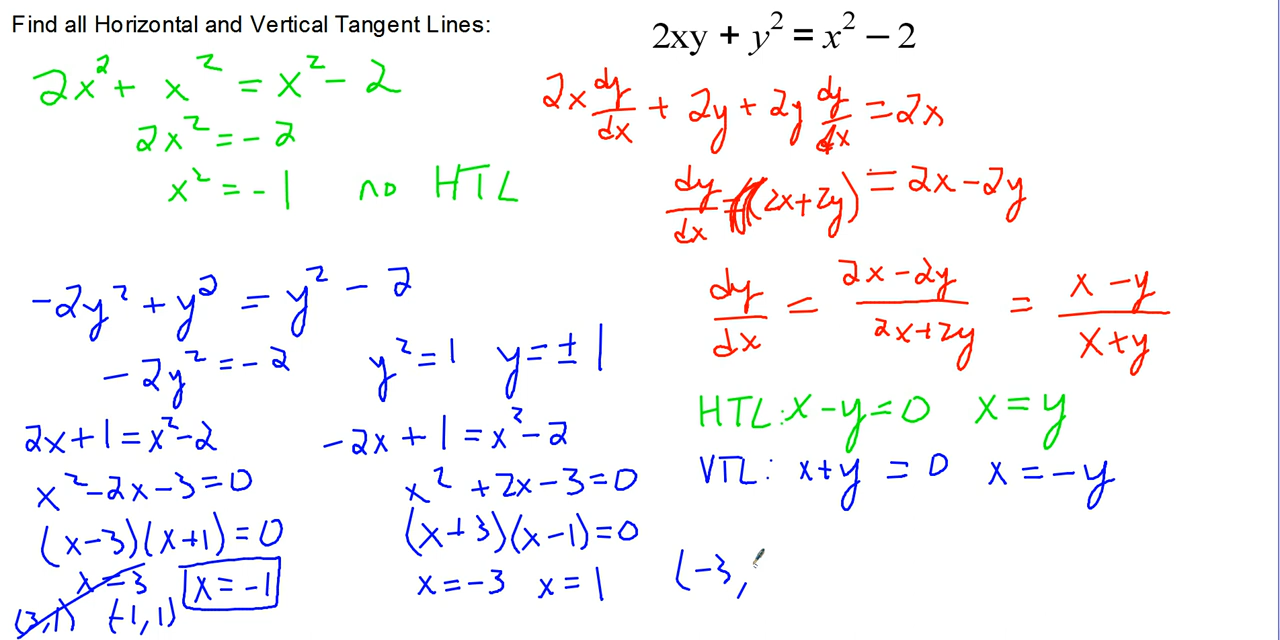 Find all Horizontal and Vertical Tangent Lines:
2xy + y² = x² − 2
2x² + x² = x² − 2
2x² = −2
x² = −1 no HTL
2x dy/dx + 2y + 2y dy/dx = 2x
dy/dx (2x+2y) = 2x − 2y
dy/dx = (2x − 2y)/(2x + 2y) = (x − y)/(x + y)
HTL: x − y = 0 x = y
VTL: x + y = 0 x = −y
−2y² + y² = y² − 2
−2y² = −2 y² = 1 y = ± 1
2x + 1 = x² − 2
x² − 2x − 3 = 0
(x − 3)(x + 1) = 0
x = 3 x = −1
(3, 1) (−1, 1)
−2x + 1 = x² − 2
x² + 2x − 3 = 0
(x + 3)(x − 1) = 0
x = −3 x = 1
(−3,